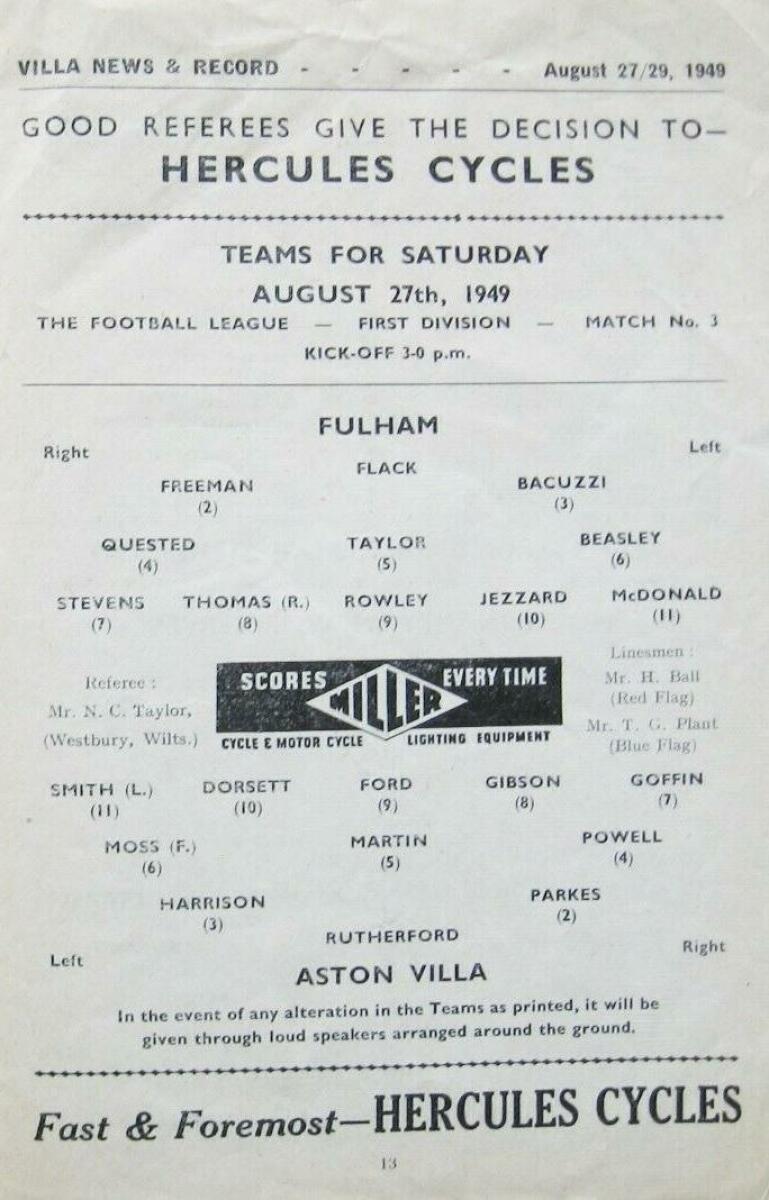 VILLA NEWS & RECORD - - - - - August 27/29, 1949
GOOD REFEREES GIVE THE DECISION TO—
HERCULES CYCLES
TEAMS FOR SATURDAY
AUGUST 27th, 1949
THE FOOTBALL LEAGUE — FIRST DIVISION — MATCH No. 3
KICK-OFF 3-0 p.m.
FULHAM
Right Left
FLACK
FREEMAN BACUZZI
(2) (3)
QUESTED TAYLOR BEASLEY
(4) (5) (6)
STEVENS THOMAS (R.) ROWLEY JEZZARD McDONALD
(7) (8) (9) (10) (11)
Referee :
Mr. N. C. Taylor,
(Westbury, Wilts.)
SCORES MILLER EVERY TIME
CYCLE & MOTOR CYCLE LIGHTING EQUIPMENT
Linesmen :
Mr. H. Ball
(Red Flag)
Mr. T. G. Plant
(Blue Flag)
SMITH (L.) DORSETT FORD GIBSON GOFFIN
(11) (10) (9) (8) (7)
MOSS (F.) MARTIN POWELL
(6) (5) (4)
HARRISON PARKES
(3) (2)
RUTHERFORD
Left Right
ASTON VILLA
In the event of any alteration in the Teams as printed, it will be
given through loud speakers arranged around the ground.
Fast & Foremost—HERCULES CYCLES
13